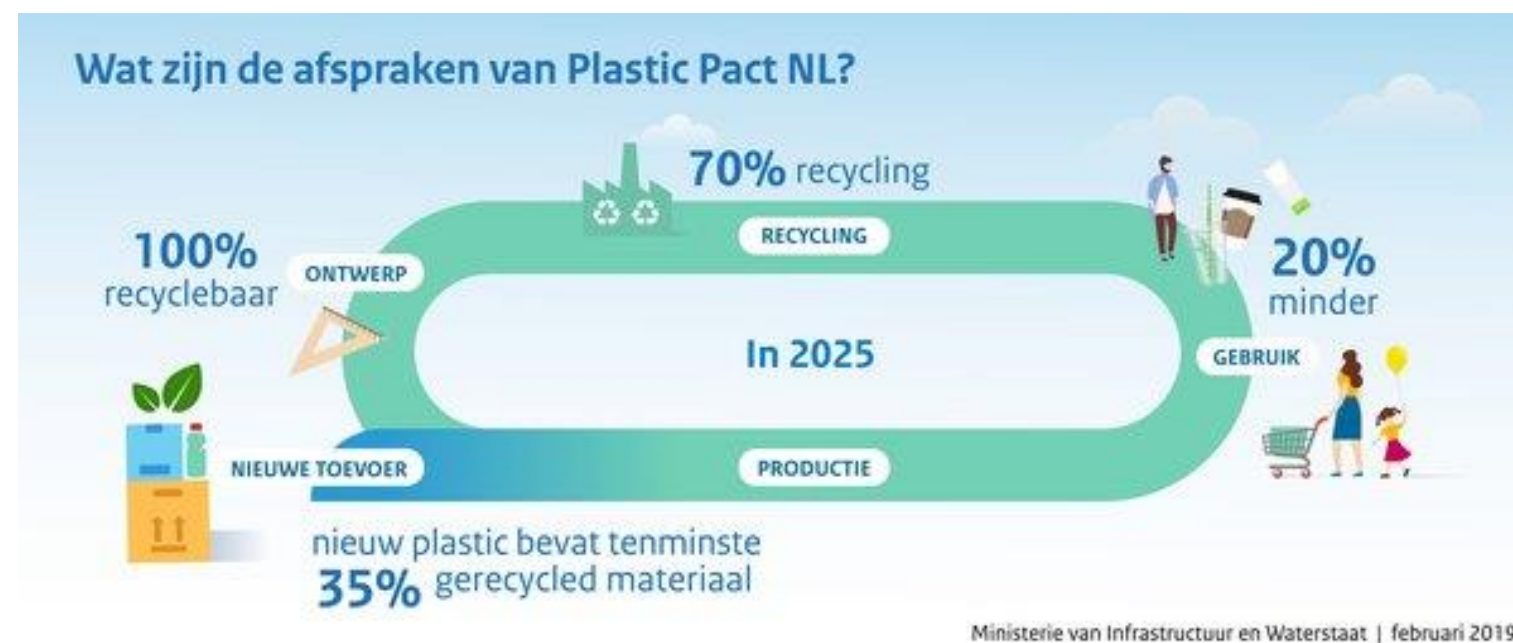 Wat zijn de afspraken van Plastic Pact NL?
70% recycling
RECYCLING
100%
recyclebaar
ONTWERP
20%
minder
In 2025
GEBRUIK
NIEUWE TOEVOER
PRODUCTIE
nieuw plastic bevat tenminste
35% gerecycled materiaal
Ministerie van Infrastructuur en Waterstaat | februari 2019